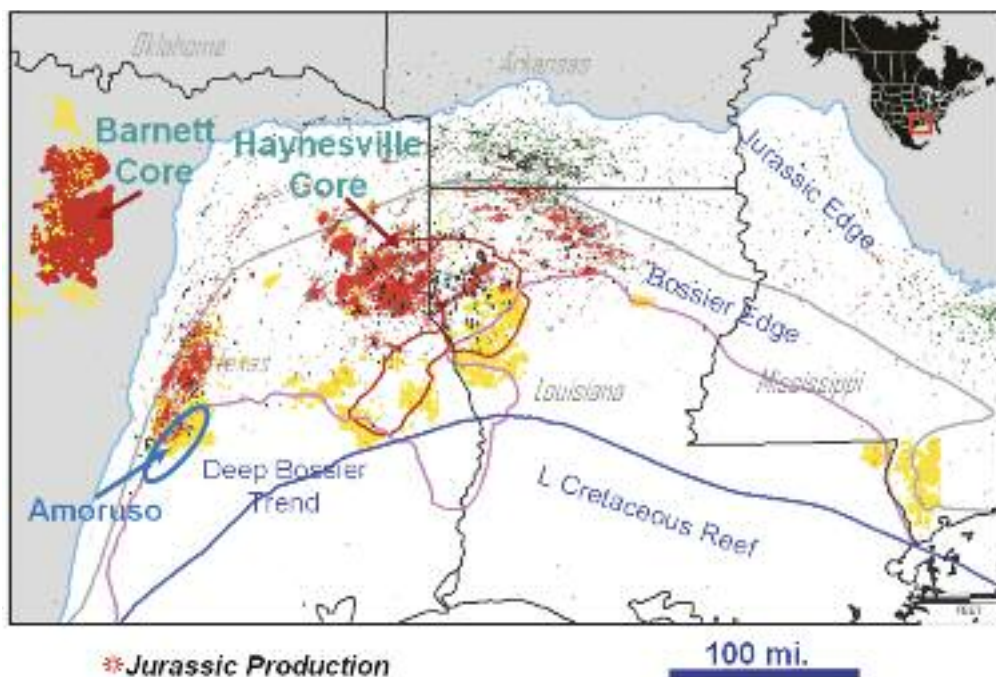 Oklahoma
Arkansas
Barnett
Core
Haynesville
Core
Jurassic Edge
Bossier Edge
Texas
Louisiana
Mississippi
Deep Bossier
Trend
Amoruso
L Cretaceous Reef
*Jurassic Production
100 mi.